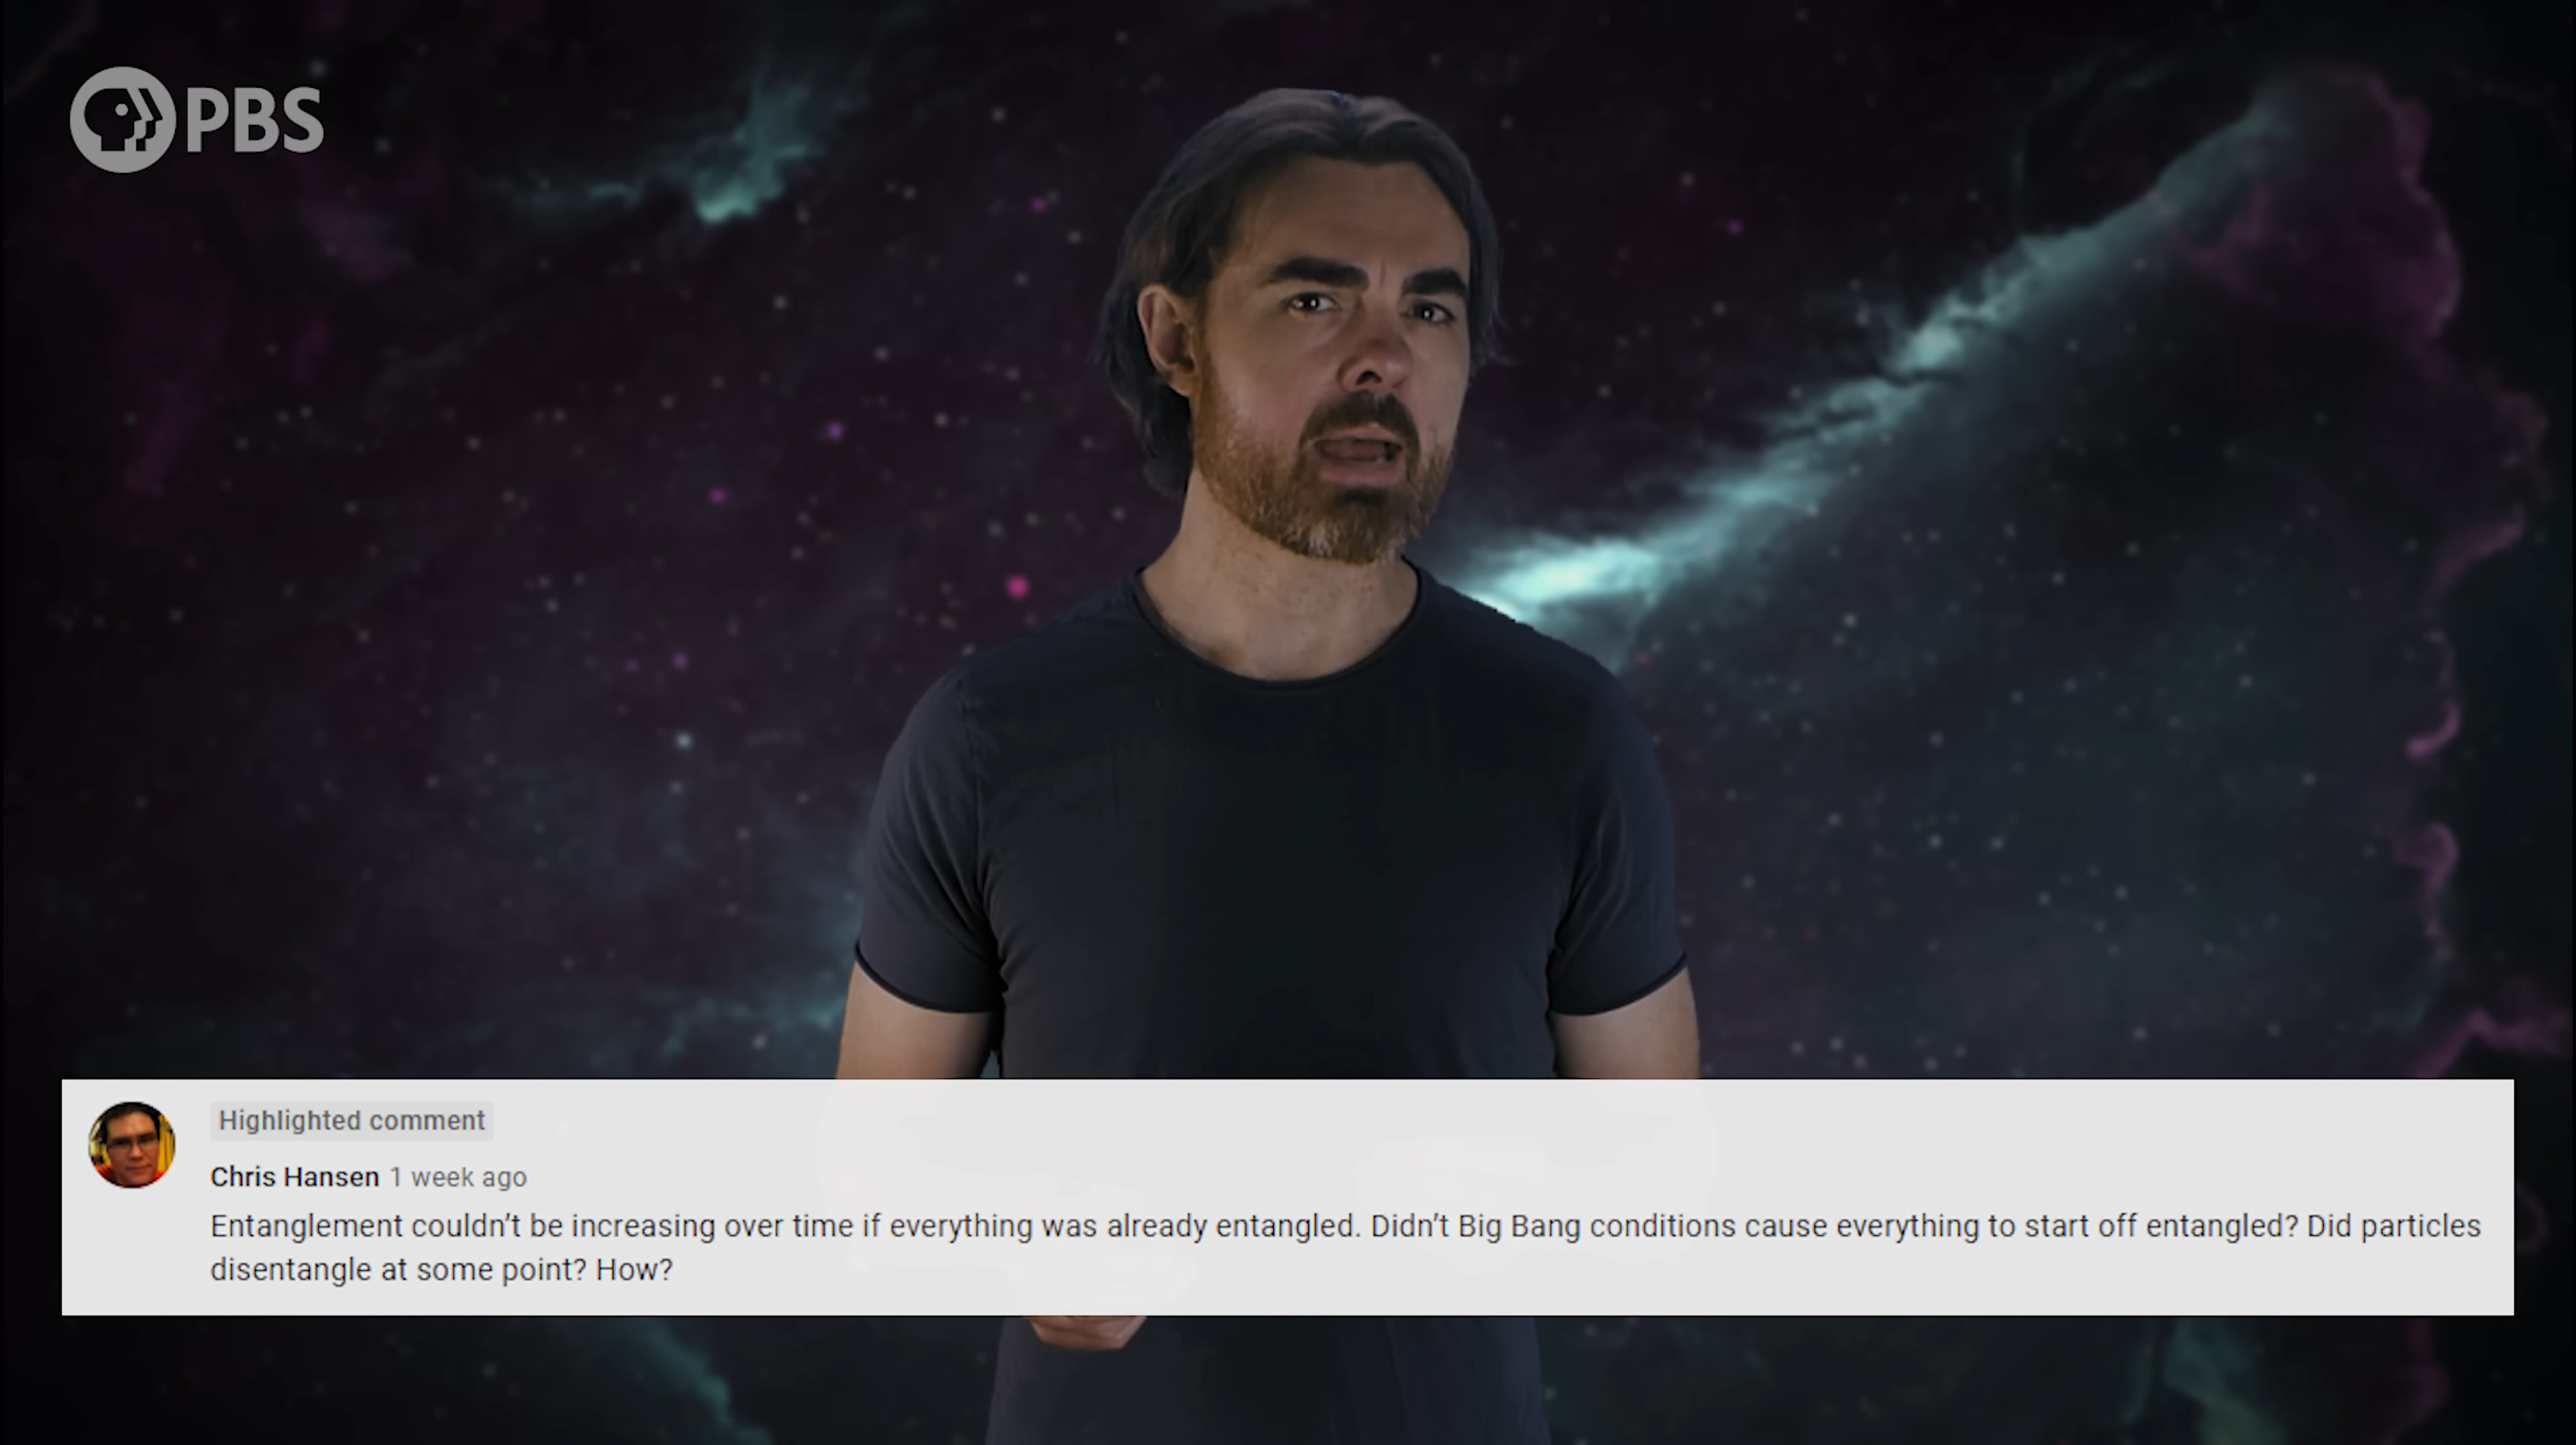 PBS
Highlighted comment
Chris Hansen 1 week ago
Entanglement couldn't be increasing over time if everything was already entangled. Didn't Big Bang conditions cause everything to start off entangled? Did particles
disentangle at some point? How?